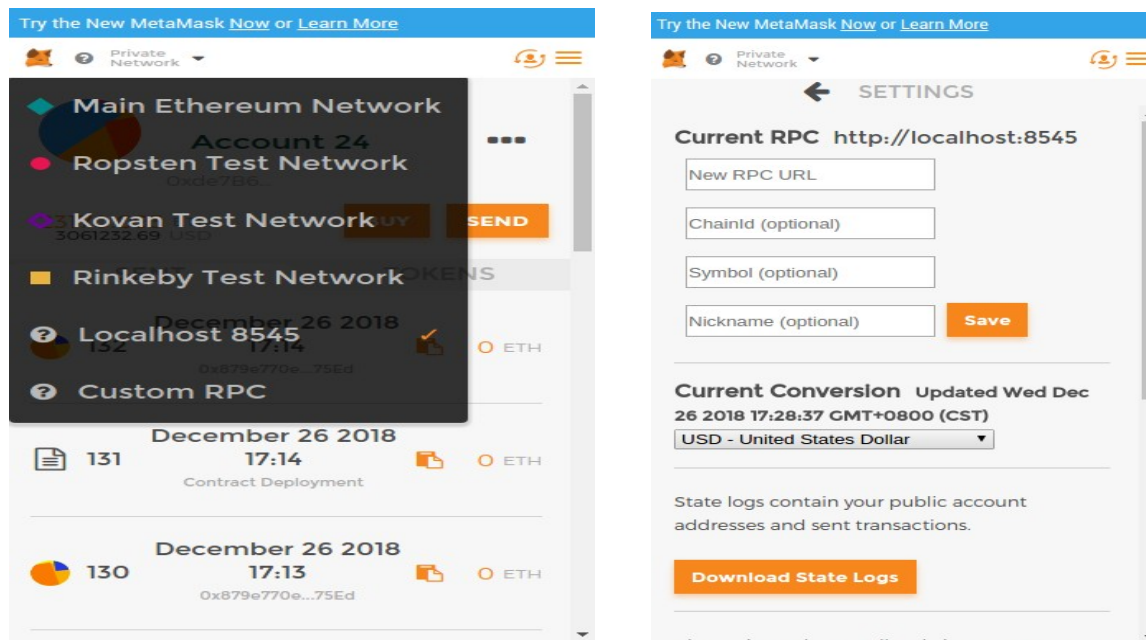 Try the New MetaMask Now or Learn More
Private
Network
Main Ethereum Network
Account 24
Ropsten Test Network
0xde7B6...
Kovan Test Network
BUY
SEND
3061232.69 USD
Rinkeby Test Network
TOKENS
December 26 2018
Localhost 8545
132
17:14
0 ETH
0x879e770e...75Ed
Custom RPC
December 26 2018
131
17:14
0 ETH
Contract Deployment
December 26 2018
130
17:13
0 ETH
0x879e770e...75Ed
Try the New MetaMask Now or Learn More
Private
Network
SETTINGS
Current RPC http://localhost:8545
New RPC URL
ChainId (optional)
Symbol (optional)
Nickname (optional)
Save
Current Conversion Updated Wed Dec
26 2018 17:28:37 GMT+0800 (CST)
USD - United States Dollar
State logs contain your public account
addresses and sent transactions.
Download State Logs